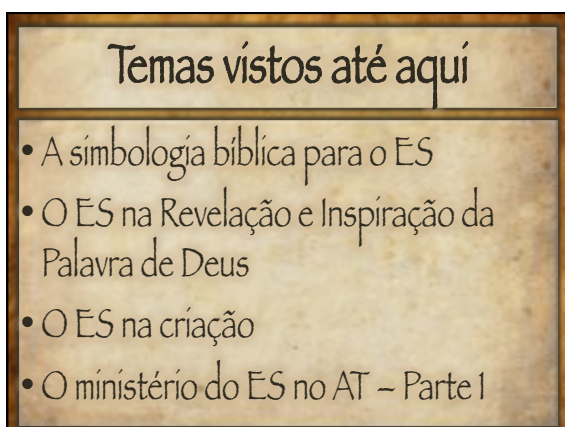 Temas vistos até aqui
• A simbologia bíblica para o ES
• O ES na Revelação e Inspiração da
Palavra de Deus
• O ES na criação
• O ministério do ES no AT – Parte 1